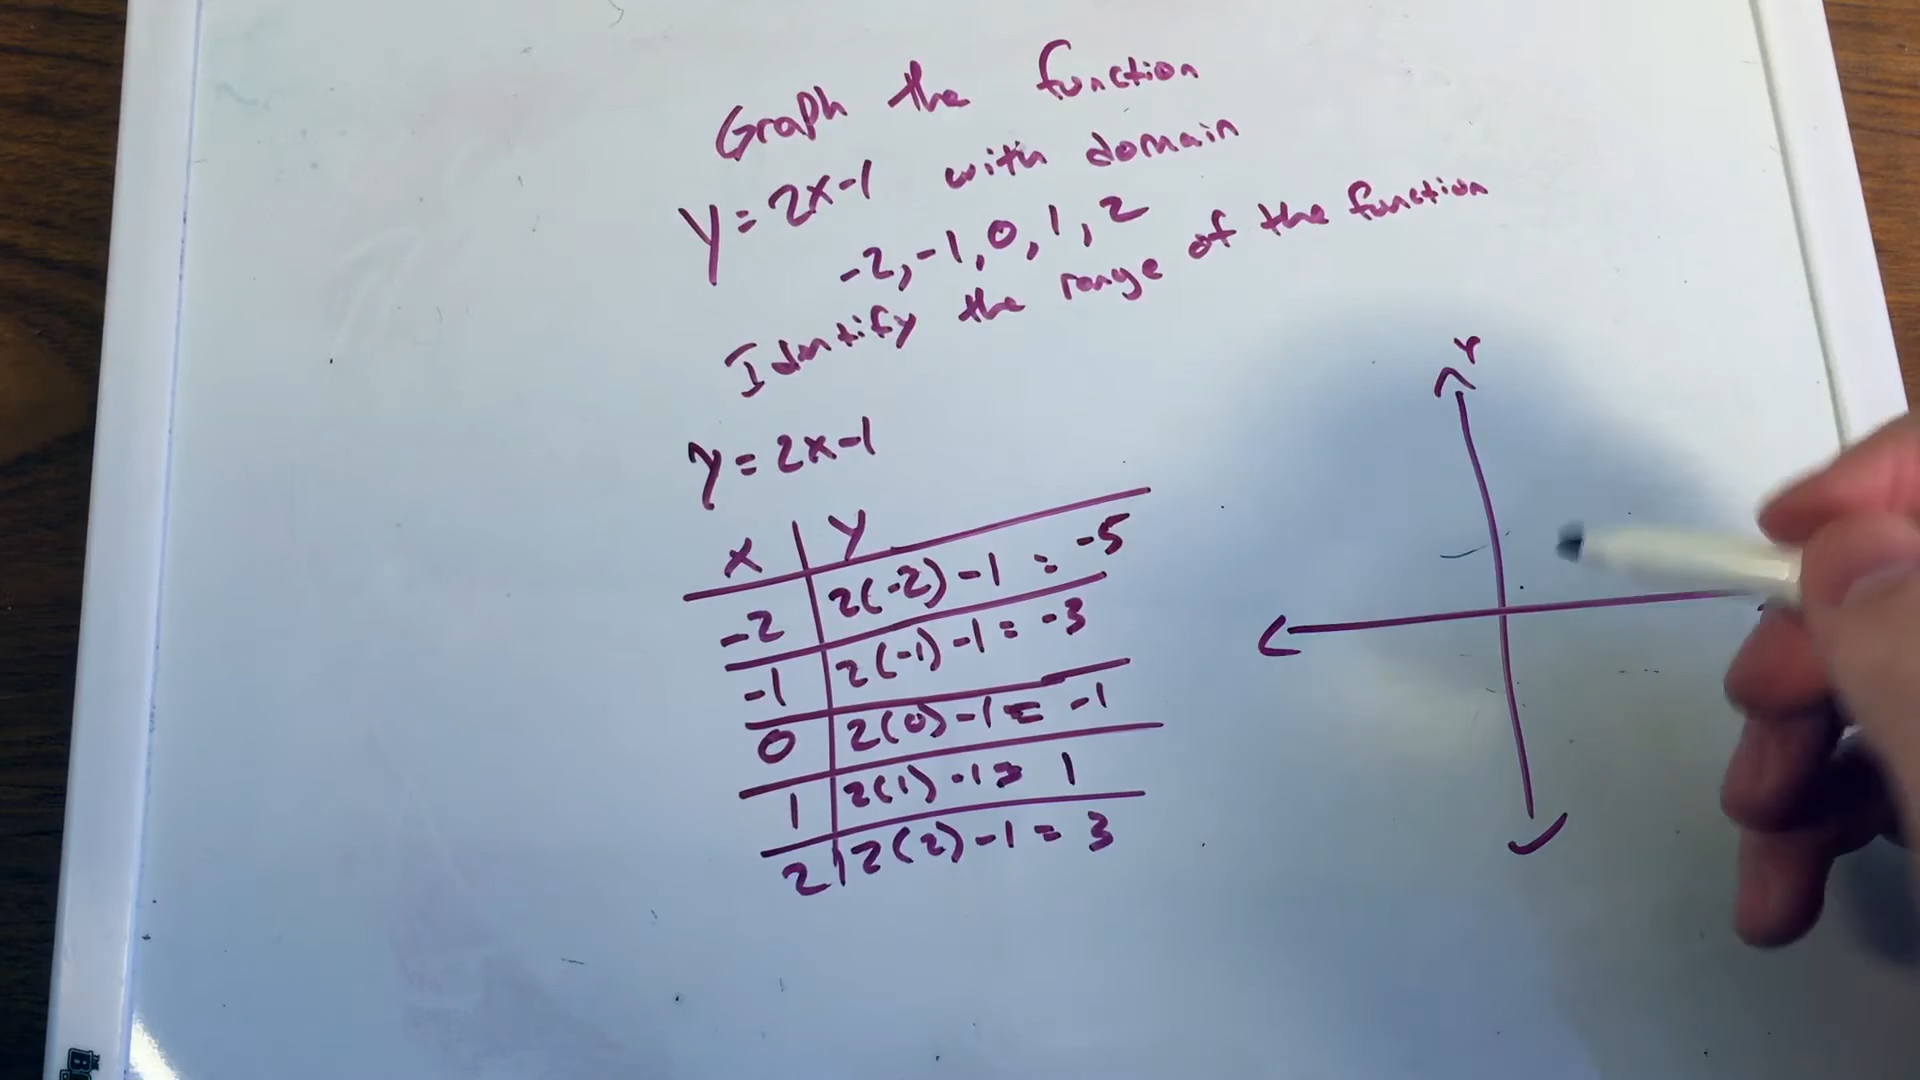 Graph the function
y=2x-1 with domain
-2,-1,0,1,2
Identify the range of the function
y=2x-1
x y
-2 2(-2)-1=-5
-1 2(-1)-1=-3
0 2(0)-1=-1
1 2(1)-1=1
2 2(2)-1=3
Y